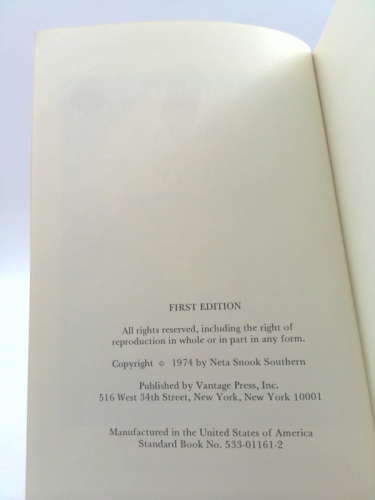 FIRST EDITION
All rights reserved, including the right of
reproduction in whole or in part in any form.
Copyright © 1974 by Neta Snook Southern
Published by Vantage Press, Inc.
516 West 34th Street, New York, New York 10001
Manufactured in the United States of America
Standard Book No. 533-01161-2